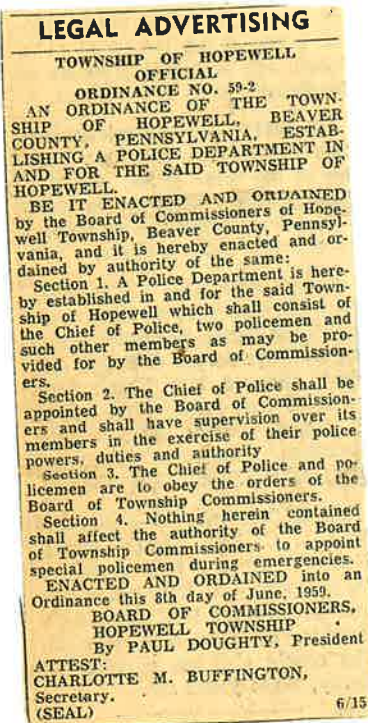 LEGAL ADVERTISING
TOWNSHIP OF HOPEWELL
OFFICIAL
ORDINANCE NO. 59-2
AN ORDINANCE OF THE TOWN-
SHIP OF HOPEWELL, BEAVER
COUNTY, PENNSYLVANIA, ESTAB-
LISHING A POLICE DEPARTMENT IN
AND FOR THE SAID TOWNSHIP OF
HOPEWELL.
BE IT ENACTED AND ORDAINED
by the Board of Commissioners of Hope-
well Township, Beaver County, Pennsyl-
vania, and it is hereby enacted and or-
dained by authority of the same:
Section 1. A Police Department is here-
by established in and for the said Town-
ship of Hopewell which shall consist of
the Chief of Police, two policemen and
such other members as may be pro-
vided for by the Board of Commission-
ers.
Section 2. The Chief of Police shall be
appointed by the Board of Commission-
ers and shall have supervision over its
members in the exercise of their police
powers, duties and authority
Section 3. The Chief of Police and po-
licemen are to obey the orders of the
Board of Township Commissioners.
Section 4. Nothing herein contained
shall affect the authority of the Board
of Township Commissioners to appoint
special policemen during emergencies.
ENACTED AND ORDAINED into an
Ordinance this 8th day of June, 1959.
BOARD OF COMMISSIONERS,
HOPEWELL TOWNSHIP
By PAUL DOUGHTY, President
ATTEST:
CHARLOTTE M. BUFFINGTON,
Secretary.
(SEAL) 6/15